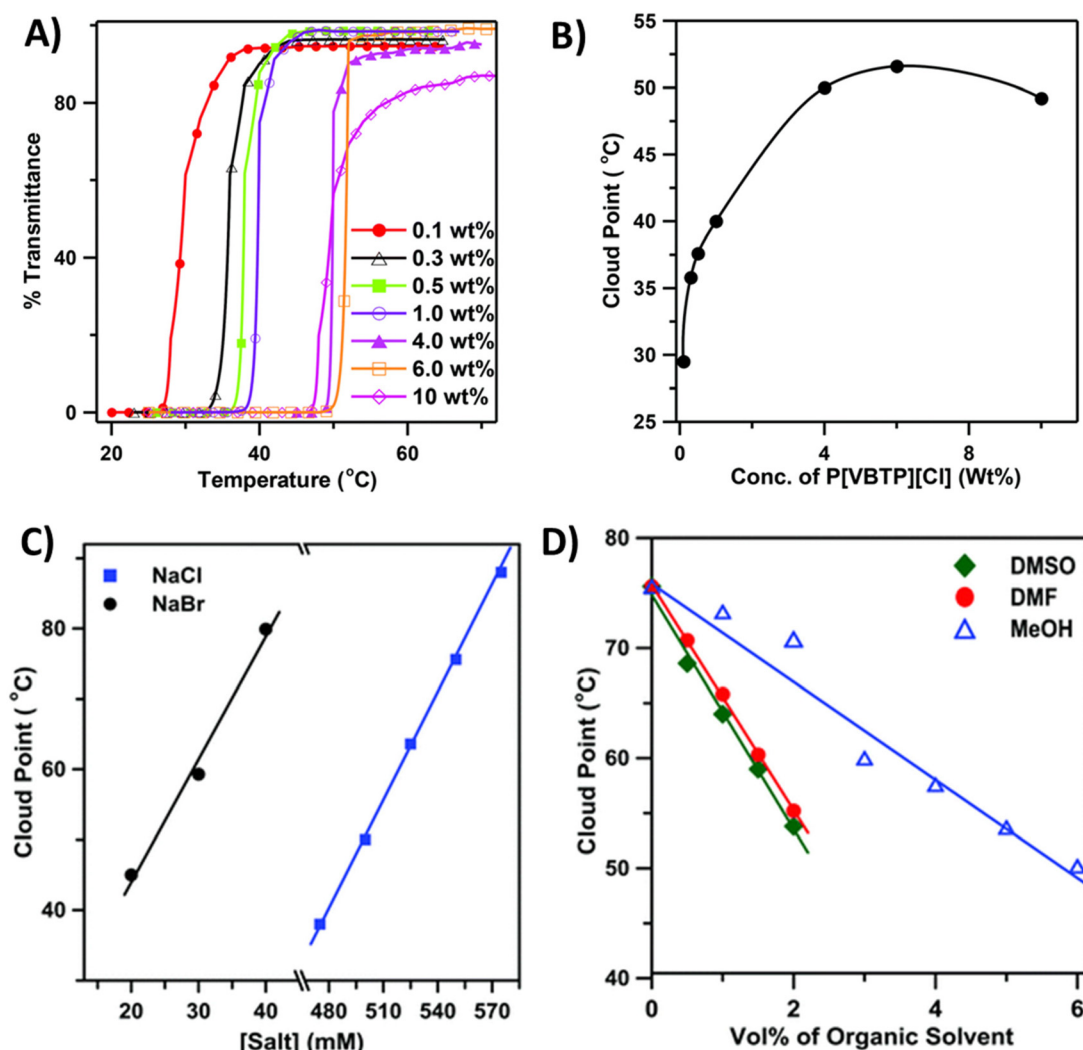 A)
% Transmittance
80
40
0
20
40
60
Temperature (°C)
0.1 wt%
0.3 wt%
0.5 wt%
1.0 wt%
4.0 wt%
6.0 wt%
10 wt%
B)
Cloud Point (°C)
55
50
45
40
35
30
25
0
4
8
Conc. of P[VBTP][Cl] (Wt%)
C)
NaCl
NaBr
Cloud Point (°C)
80
60
40
20
30
40
480
510
540
570
[Salt] (mM)
D)
DMSO
DMF
MeOH
Cloud Point (°C)
80
70
60
50
40
0
2
4
6
Vol% of Organic Solvent